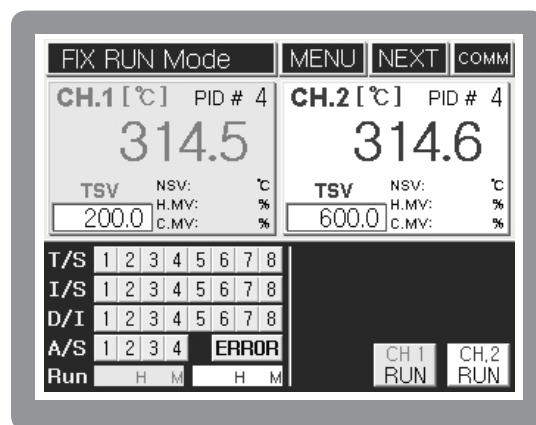 FIX RUN Mode MENU NEXT COMM
CH.1 [℃] PID # 4 CH.2 [℃] PID # 4
314.5 314.6
TSV NSV: ℃ TSV NSV: ℃
H.MV: % H.MV: %
200.0 C.MV: % 600.0 C.MV: %
T/S 1 2 3 4 5 6 7 8
I/S 1 2 3 4 5 6 7 8
D/I 1 2 3 4 5 6 7 8
A/S 1 2 3 4 ERROR CH 1 CH,2
Run H M H M RUN RUN